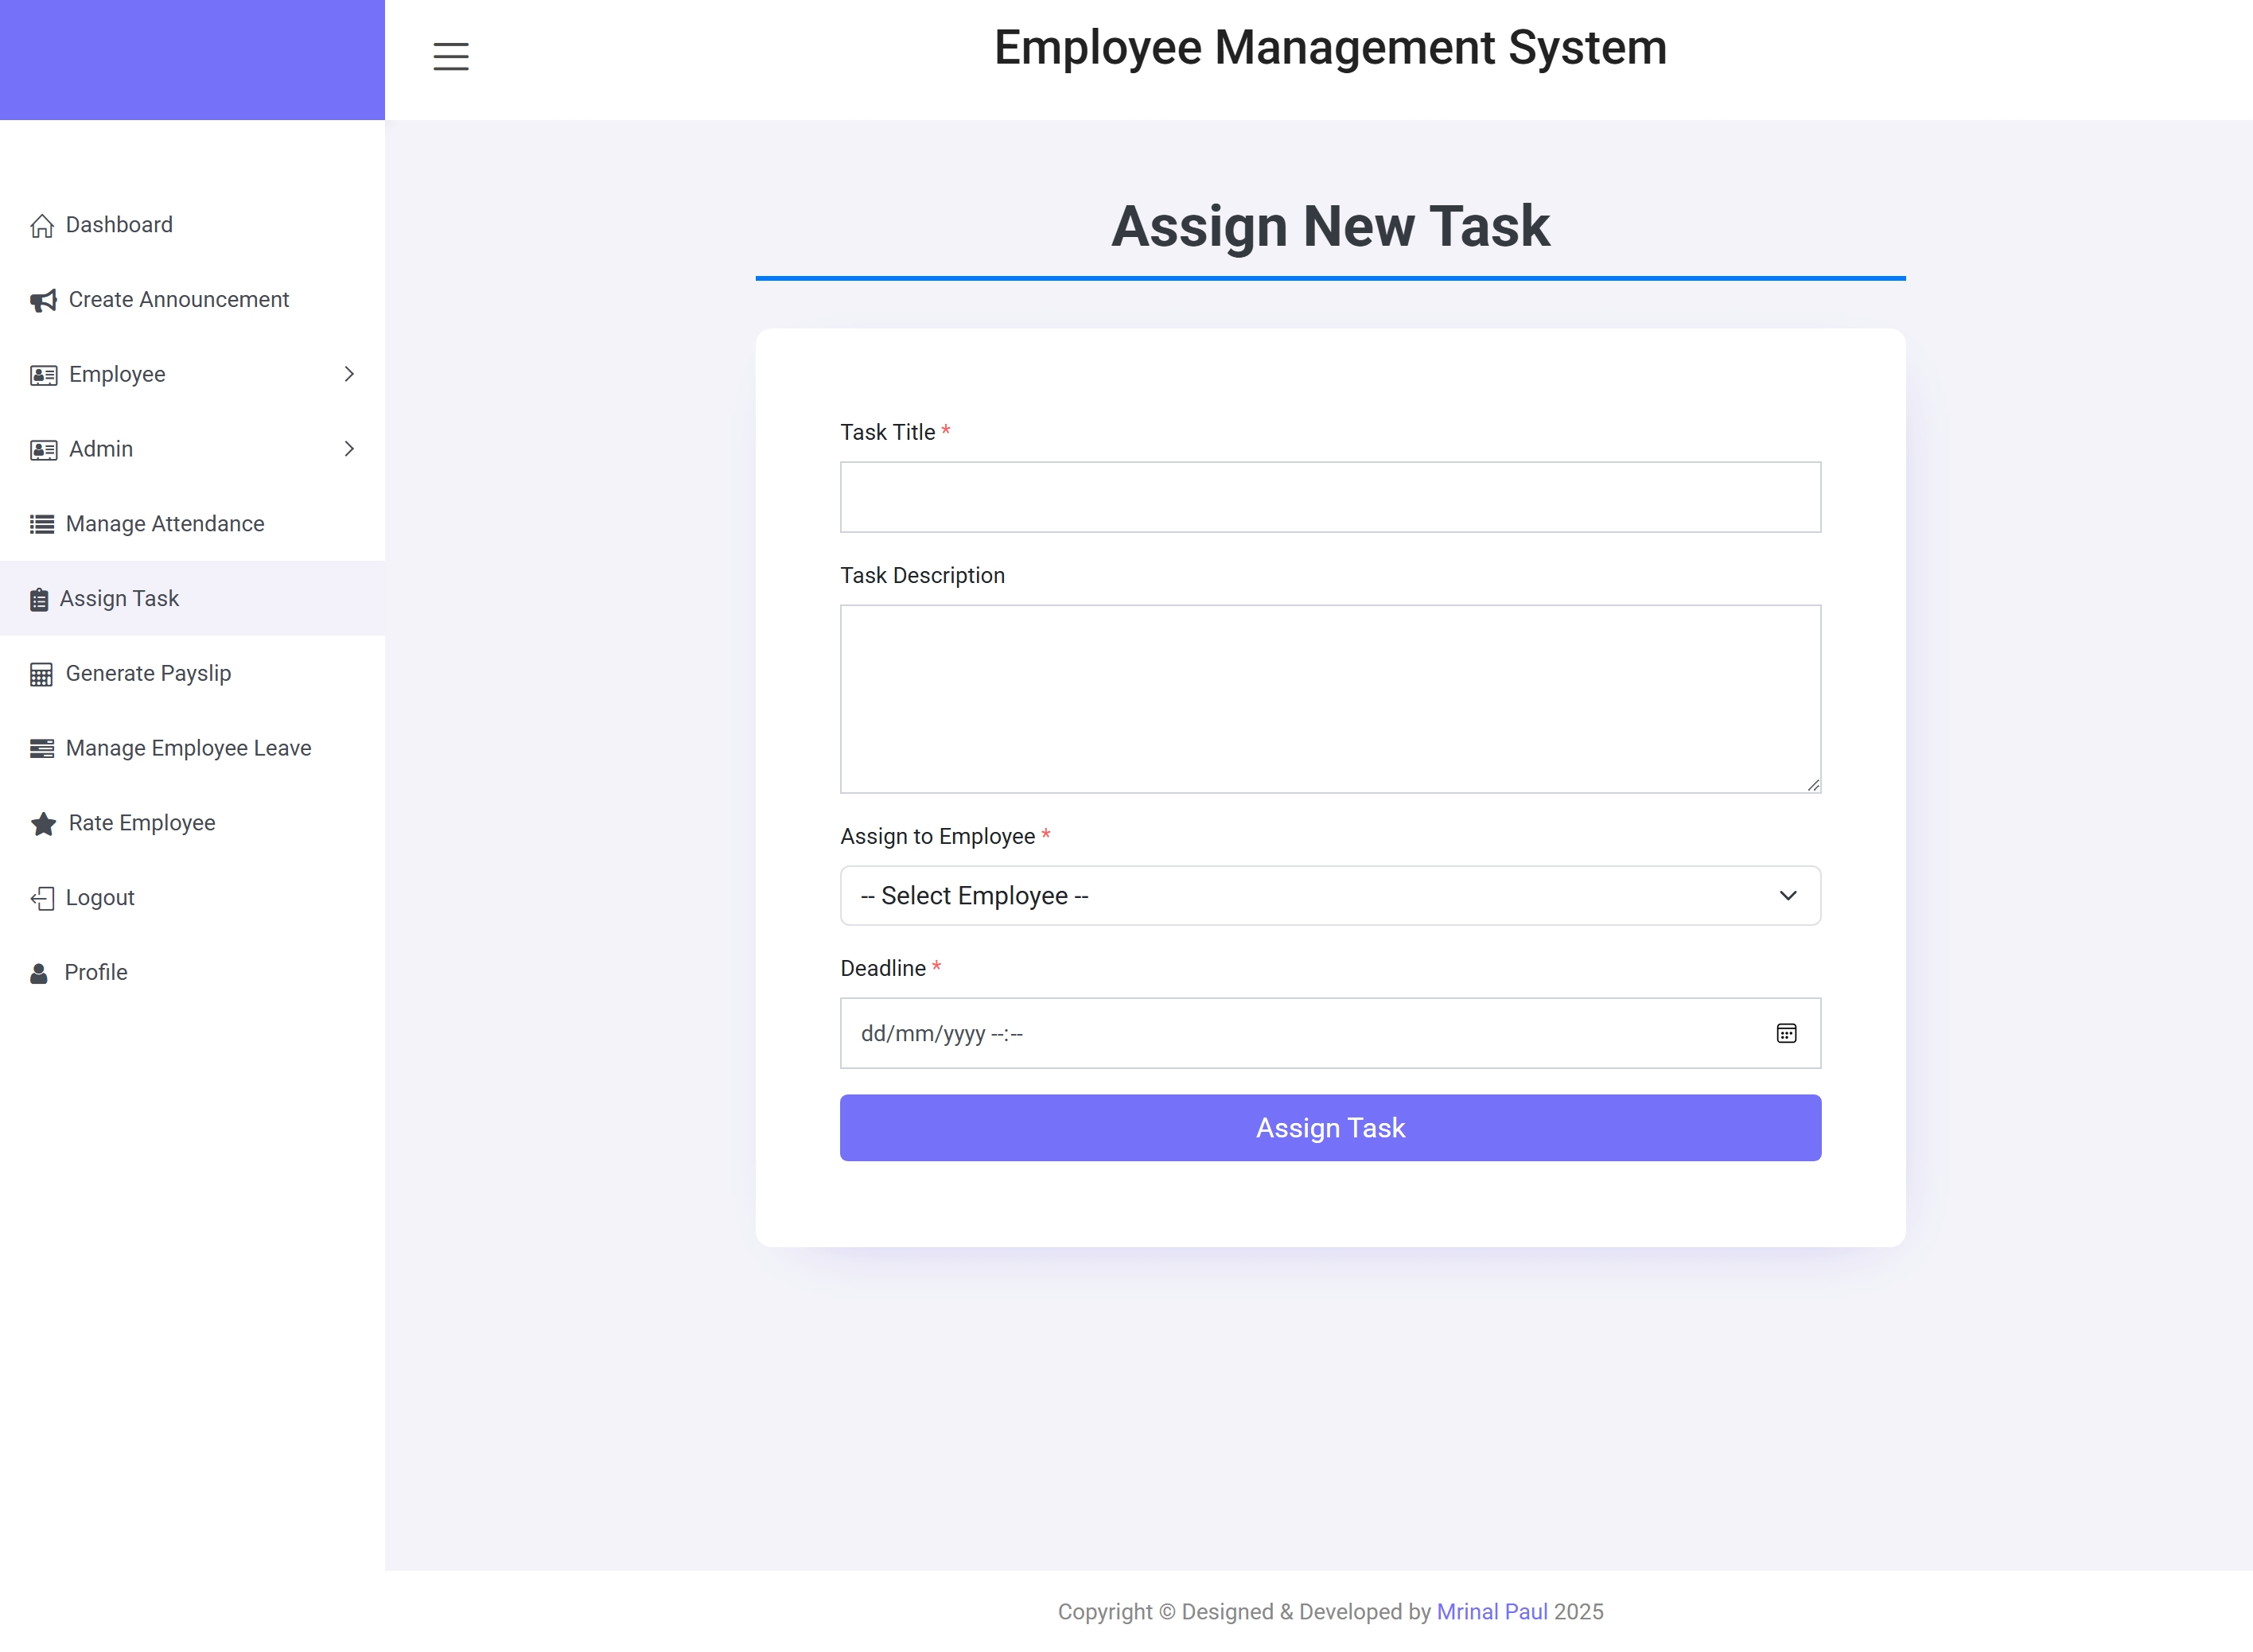 Employee Management System
Dashboard
Create Announcement
Employee
Admin
Manage Attendance
Assign Task
Generate Payslip
Manage Employee Leave
Rate Employee
Logout
Profile
Assign New Task
Task Title *
Task Description
Assign to Employee *
-- Select Employee --
Deadline *
dd/mm/yyyy --:--
Assign Task
Copyright © Designed & Developed by Mrinal Paul 2025